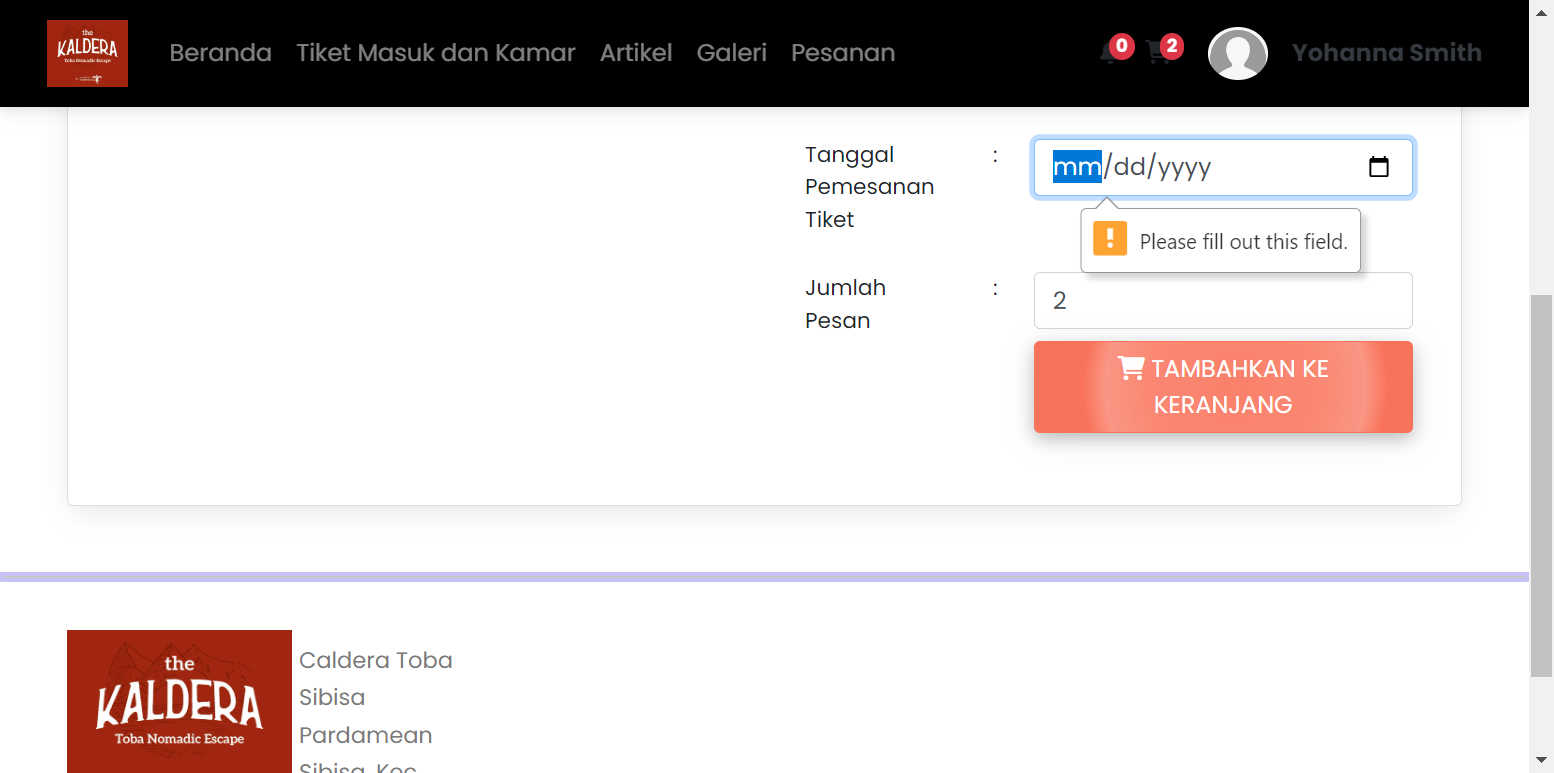 the
KALDERA
Toba Nomadic Escape
Beranda
Tiket Masuk dan Kamar
Artikel
Galeri
Pesanan
0
2
Yohanna Smith
Tanggal
Pemesanan
Tiket
:
mm/dd/yyyy
Please fill out this field.
Jumlah
Pesan
:
2
TAMBAHKAN KE
KERANJANG
the
KALDERA
Toba Nomadic Escape
Caldera Toba
Sibisa
Pardamean
Sibisa, Kec.